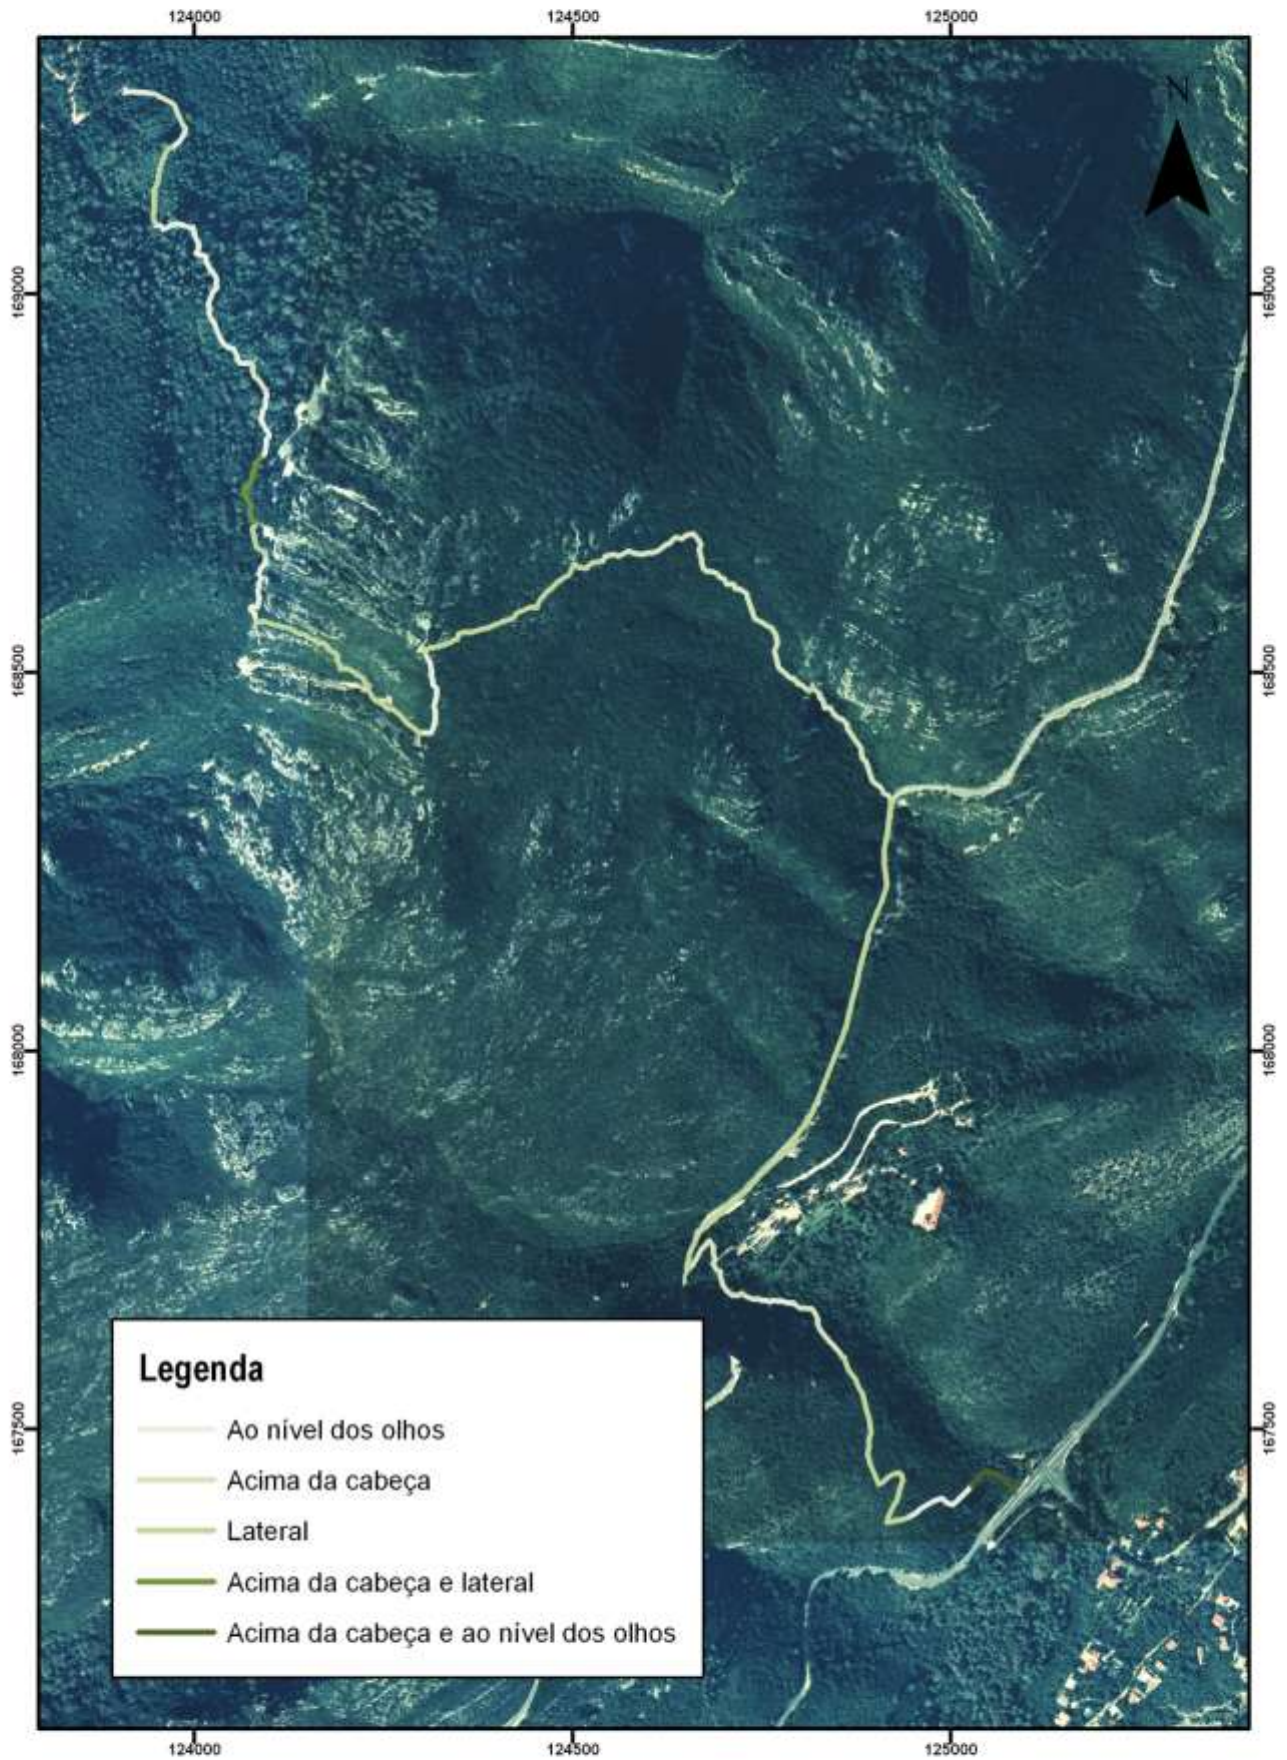 124000
124500
125000
N
169000
169000
168500
168500
168000
168000
167500
167500
Legenda
Ao nível dos olhos
Acima da cabeça
Lateral
Acima da cabeça e lateral
Acima da cabeça e ao nível dos olhos
124000
124500
125000